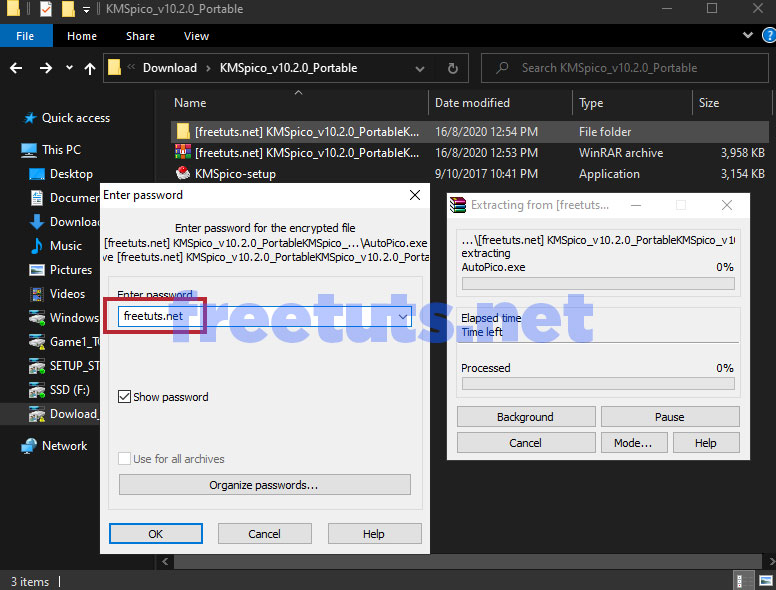 KMSpico_v10.2.0_Portable
File Home Share View
Download › KMSpico_v10.2.0_Portable
Search KMSpico_v10.2.0_Portable
Name Date modified Type Size
Quick access
This PC
Desktop
Documen
Downloac
Music
Pictures
Videos
Windows
Game1_T
SETUP_ST
SSD (F:)
Dowload_
Network
[freetuts.net] KMSpico_v10.2.0_PortableK... 16/8/2020 12:54 PM File folder
[freetuts.net] KMSpico_v10.2.0_PortableK... 16/8/2020 12:53 PM WinRAR archive 3,958 KB
KMSpico-setup 9/10/2017 10:41 PM Application 3,154 KB
Enter password
Enter password for the encrypted file
[freetuts.net] KMSpico_v10.2.0_PortableKMSpico_...\AutoPico.exe
ve [freetuts.net] KMSpico_v10.2.0_PortableKMSpico_v10.2.0_Porta
Enter password
freetuts.net
Show password
Use for all archives
Organize passwords...
OK Cancel Help
Extracting from [freetuts...
...\[freetuts.net] KMSpico_v10.2.0_PortableKMSpico_v10
extracting
AutoPico.exe 0%
Elapsed time
Time left
Processed 0%
Background Pause
Cancel Mode... Help
freetuts.net
3 items